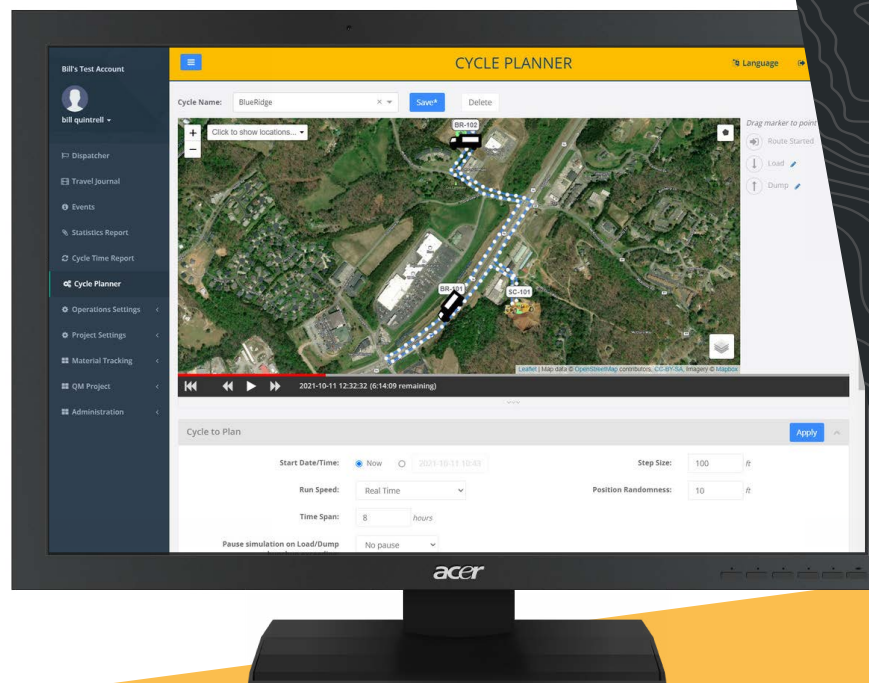 Bill's Test Account
bill quintrell
Dispatcher
Travel Journal
Events
Statistics Report
Cycle Time Report
Cycle Planner
Operations Settings
Project Settings
Material Tracking
QM Project
Administration
CYCLE PLANNER
Language
Cycle Name: BlueRidge × Save* Delete
+ Click to show locations...
−
BR-102
BR-101
SC-101
Leaflet | Map data © OpenStreetMap contributors, CC-BY-SA, Imagery © Mapbox
Drag marker to point
Route Started
Load
Dump
2021-10-11 12:32:32 (6:14:09 remaining)
Cycle to Plan Apply
Start Date/Time: Now 2021-10-11 10:43 Step Size: 100 ft
Run Speed: Real Time Position Randomness: 10 ft
Time Span: 8 hours
Pause simulation on Load/Dump No pause
acer